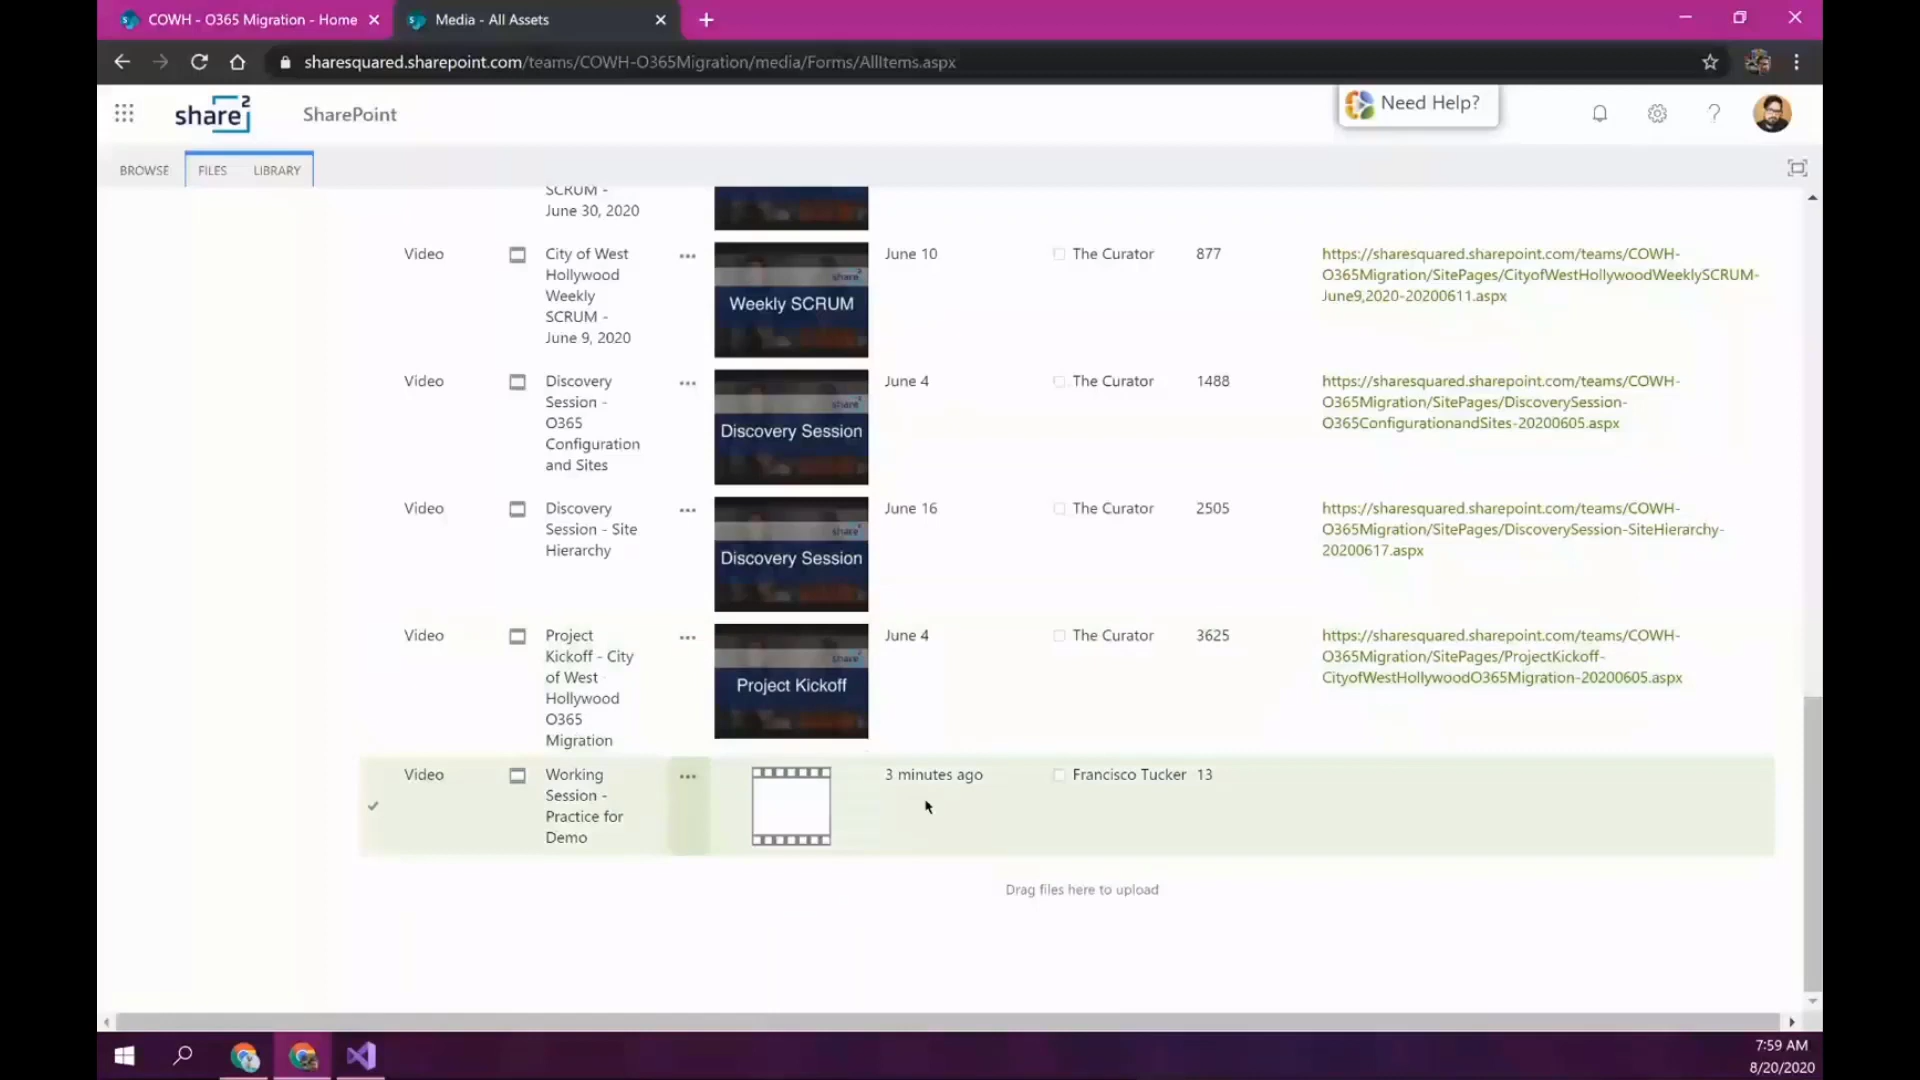 COWH - O365 Migration - Home
Media - All Assets
sharesquared.sharepoint.com/teams/COWH-O365Migration/media/Forms/AllItems.aspx
share2
SharePoint
Need Help?
BROWSE
FILES
LIBRARY
SCRUM -
June 30, 2020
Video
City of West
Hollywood
Weekly
SCRUM -
June 9, 2020
share2
Weekly SCRUM
June 10
The Curator
877
https://sharesquared.sharepoint.com/teams/COWH-
O365Migration/SitePages/CityofWestHollywoodWeeklySCRUM-
June9,2020-20200611.aspx
Video
Discovery
Session -
O365
Configuration
and Sites
share2
Discovery Session
June 4
The Curator
1488
https://sharesquared.sharepoint.com/teams/COWH-
O365Migration/SitePages/DiscoverySession-
O365ConfigurationandSites-20200605.aspx
Video
Discovery
Session - Site
Hierarchy
share2
Discovery Session
June 16
The Curator
2505
https://sharesquared.sharepoint.com/teams/COWH-
O365Migration/SitePages/DiscoverySession-SiteHierarchy-
20200617.aspx
Video
Project
Kickoff - City
of West
Hollywood
O365
Migration
share2
Project Kickoff
June 4
The Curator
3625
https://sharesquared.sharepoint.com/teams/COWH-
O365Migration/SitePages/ProjectKickoff-
CityofWestHollywoodO365Migration-20200605.aspx
Video
Working
Session -
Practice for
Demo
3 minutes ago
Francisco Tucker
13
Drag files here to upload
7:59 AM
8/20/2020